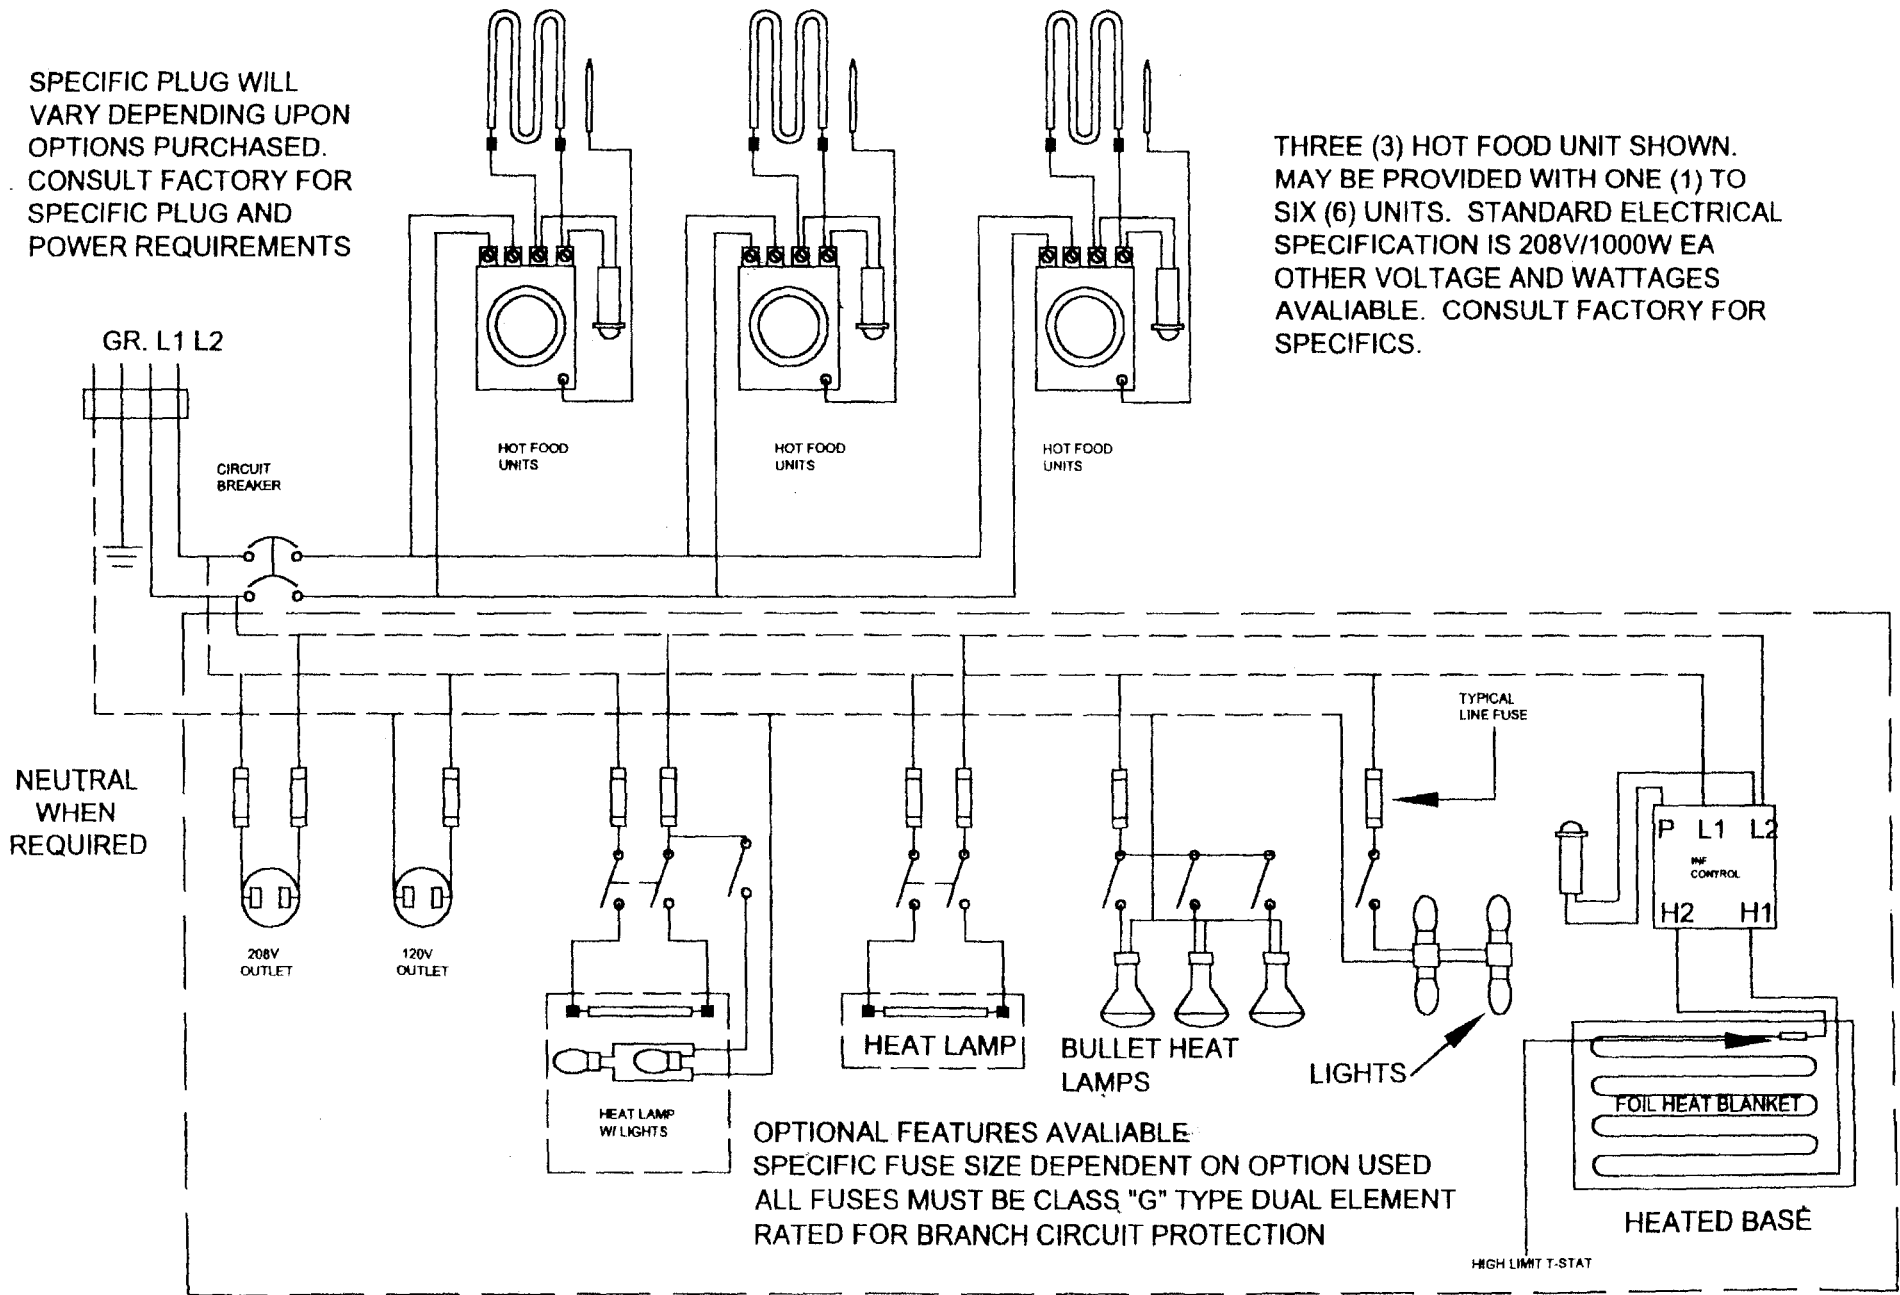 SPECIFIC PLUG WILL
VARY DEPENDING UPON
OPTIONS PURCHASED.
CONSULT FACTORY FOR
SPECIFIC PLUG AND
POWER REQUIREMENTS
THREE (3) HOT FOOD UNIT SHOWN.
MAY BE PROVIDED WITH ONE (1) TO
SIX (6) UNITS. STANDARD ELECTRICAL
SPECIFICATION IS 208V/1000W EA
OTHER VOLTAGE AND WATTAGES
AVALIABLE. CONSULT FACTORY FOR
SPECIFICS.
GR. L1 L2
CIRCUIT
BREAKER
HOT FOOD
UNITS
HOT FOOD
UNITS
HOT FOOD
UNITS
TYPICAL
LINE FUSE
NEUTRAL
WHEN
REQUIRED
P L1 L2
INF
CONTROL
H2 H1
208V
OUTLET
120V
OUTLET
HEAT LAMP
W/ LIGHTS
HEAT LAMP
BULLET HEAT
LAMPS
LIGHTS
FOIL HEAT BLANKET
HEATED BASE
HIGH LIMIT T-STAT
OPTIONAL FEATURES AVALIABLE
SPECIFIC FUSE SIZE DEPENDENT ON OPTION USED
ALL FUSES MUST BE CLASS "G" TYPE DUAL ELEMENT
RATED FOR BRANCH CIRCUIT PROTECTION